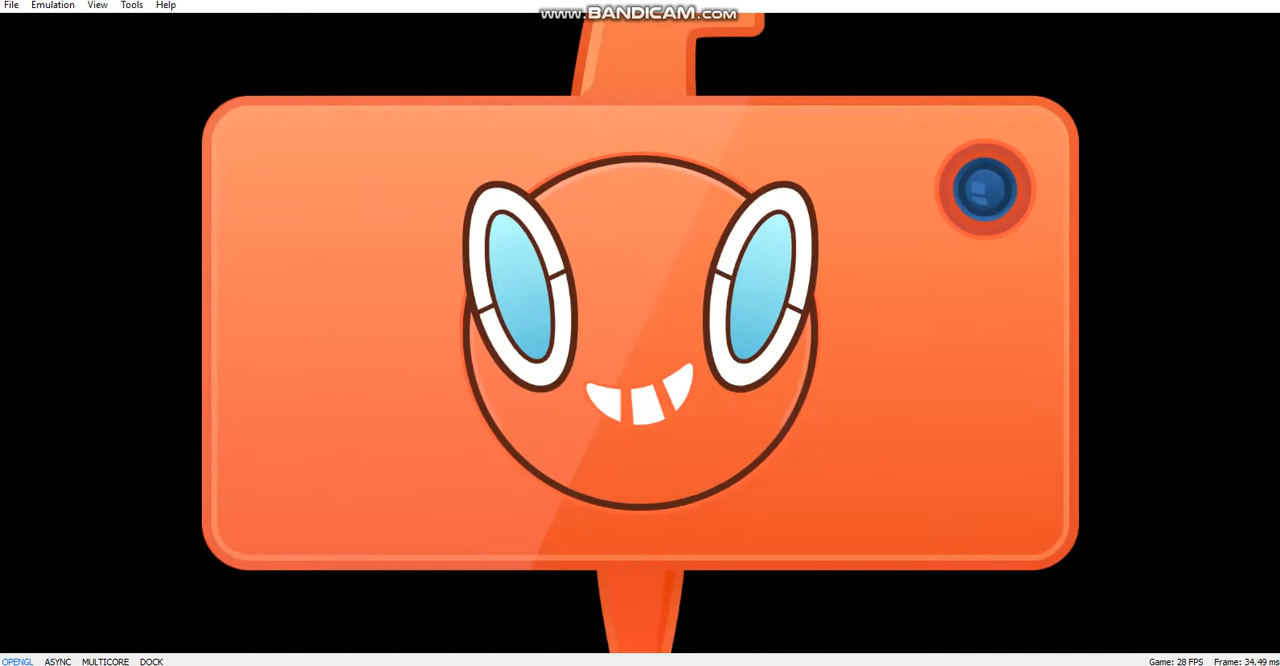 File Emulation View Tools Help
www.BANDICAM.com
OPENGL ASYNC MULTICORE DOCK Game: 28 FPS Frame: 34.49 ms